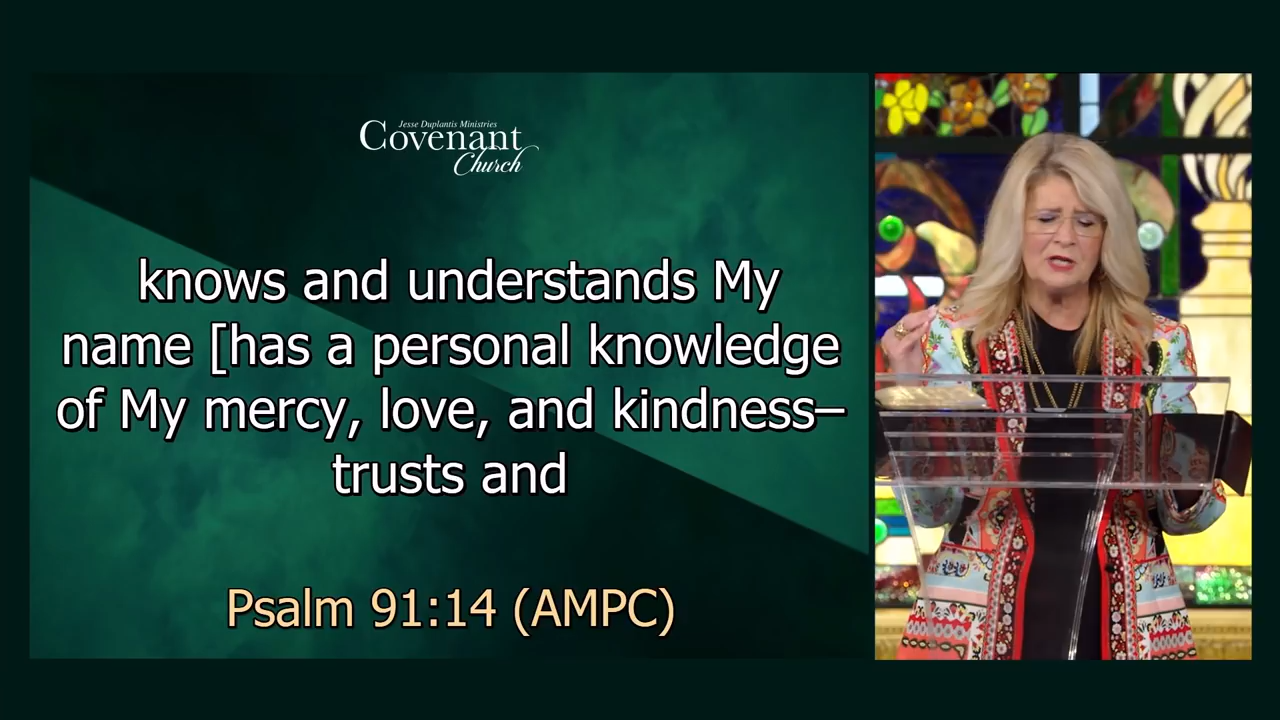 Jesse Duplantis Ministries
Covenant
Church
knows and understands My
name [has a personal knowledge
of My mercy, love, and kindness–
trusts and
Psalm 91:14 (AMPC)